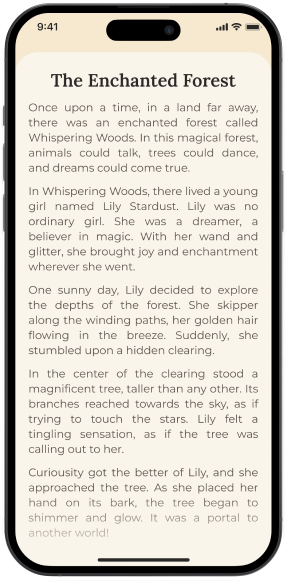 9:41
The Enchanted Forest
Once upon a time, in a land far away,
there was an enchanted forest called
Whispering Woods. In this magical forest,
animals could talk, trees could dance,
and dreams could come true.
In Whispering Woods, there lived a young
girl named Lily Stardust. Lily was no
ordinary girl. She was a dreamer, a
believer in magic. With her wand and
glitter, she brought joy and enchantment
wherever she went.
One sunny day, Lily decided to explore
the depths of the forest. She skipper
along the winding paths, her golden hair
flowing in the breeze. Suddenly, she
stumbled upon a hidden clearing.
In the center of the clearing stood a
magnificent tree, taller than any other. Its
branches reached towards the sky, as if
trying to touch the stars. Lily felt a
tingling sensation, as if the tree was
calling out to her.
Curiousity got the better of Lily, and she
approached the tree. As she placed her
hand on its bark, the tree began to
shimmer and glow. It was a portal to
another world!